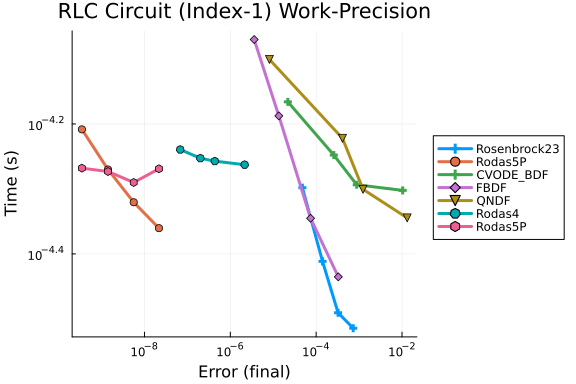 RLC Circuit (Index-1) Work-Precision
Time (s)
10^-4.2
10^-4.4
10^-8
10^-6
10^-4
10^-2
Error (final)
Rosenbrock23
Rodas5P
CVODE_BDF
FBDF
QNDF
Rodas4
Rodas5P